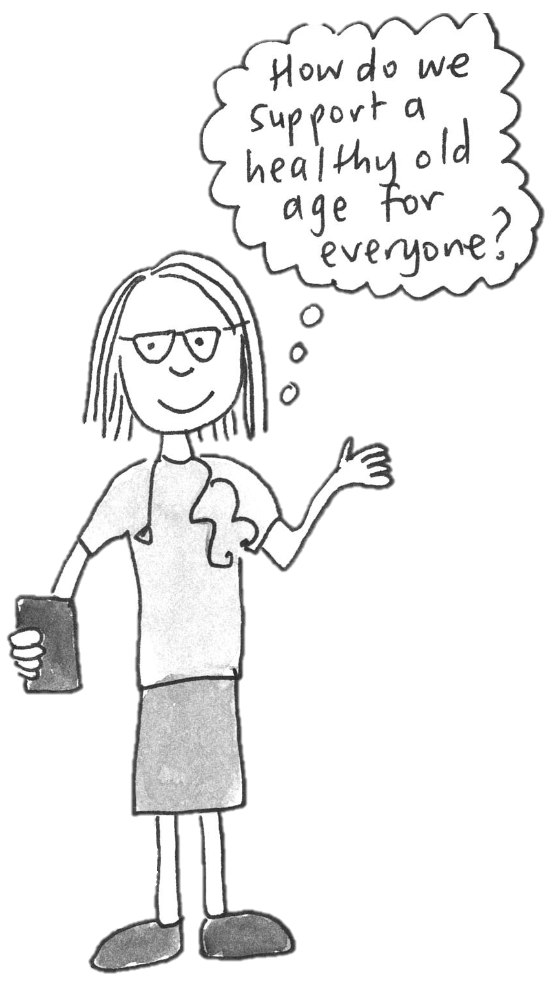 How do we
support a
healthy old
age for
everyone?